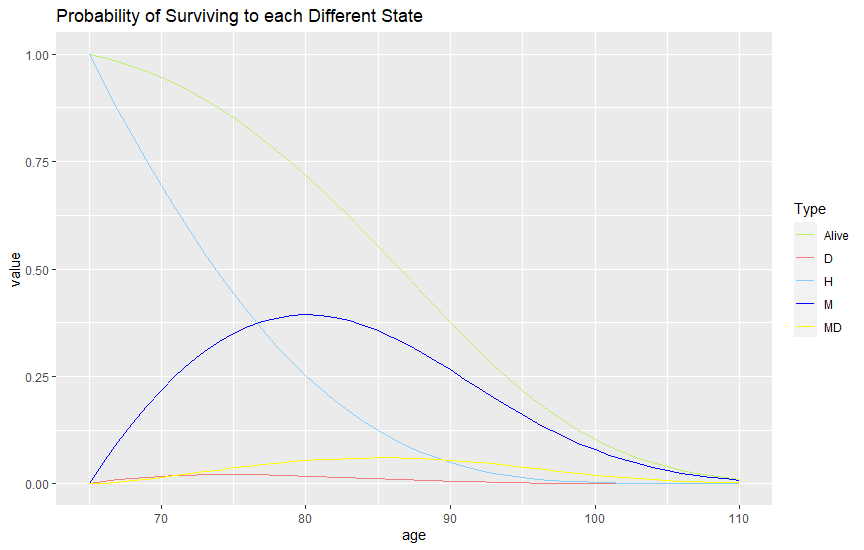 Probability of Surviving to each Different State
value
1.00
0.75
0.50
0.25
0.00
70
80
90
100
110
age
Type
Alive
D
H
M
MD